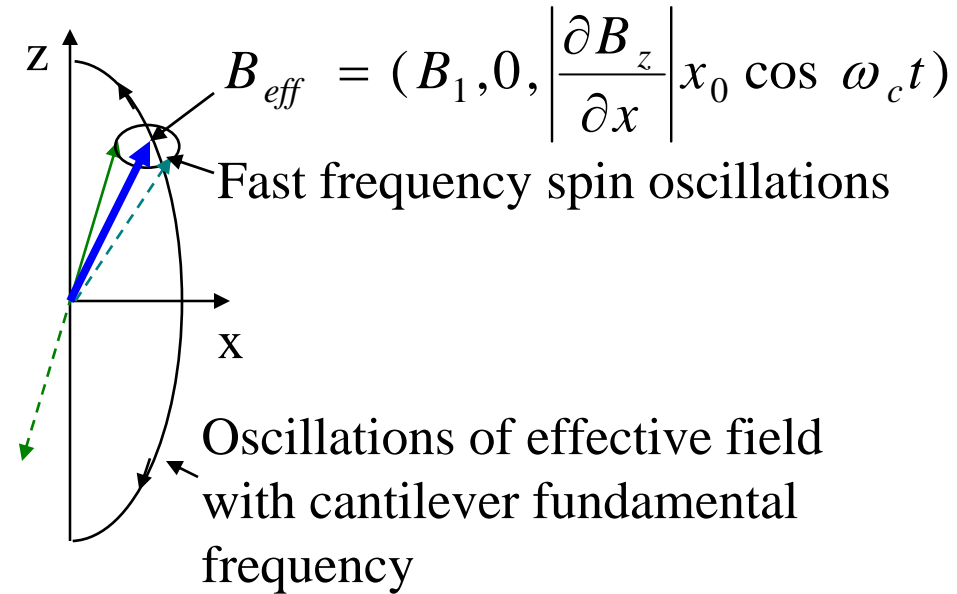 z
B_eff = (B_1,0,|∂B_z/∂x|x_0 cos ω_c t)
Fast frequency spin oscillations
x
Oscillations of effective field
with cantilever fundamental
frequency